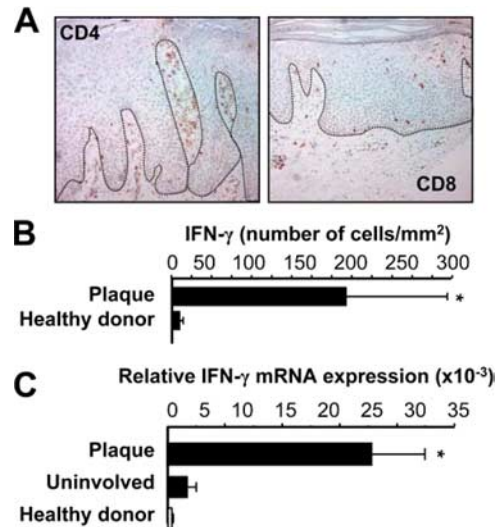 A
CD4
CD8
B
IFN-γ (number of cells/mm²)
0 50 100 150 200 250 300
Plaque
*
Healthy donor
C
Relative IFN-γ mRNA expression (x10⁻³)
0 5 10 15 20 25 30 35
Plaque
*
Uninvolved
Healthy donor